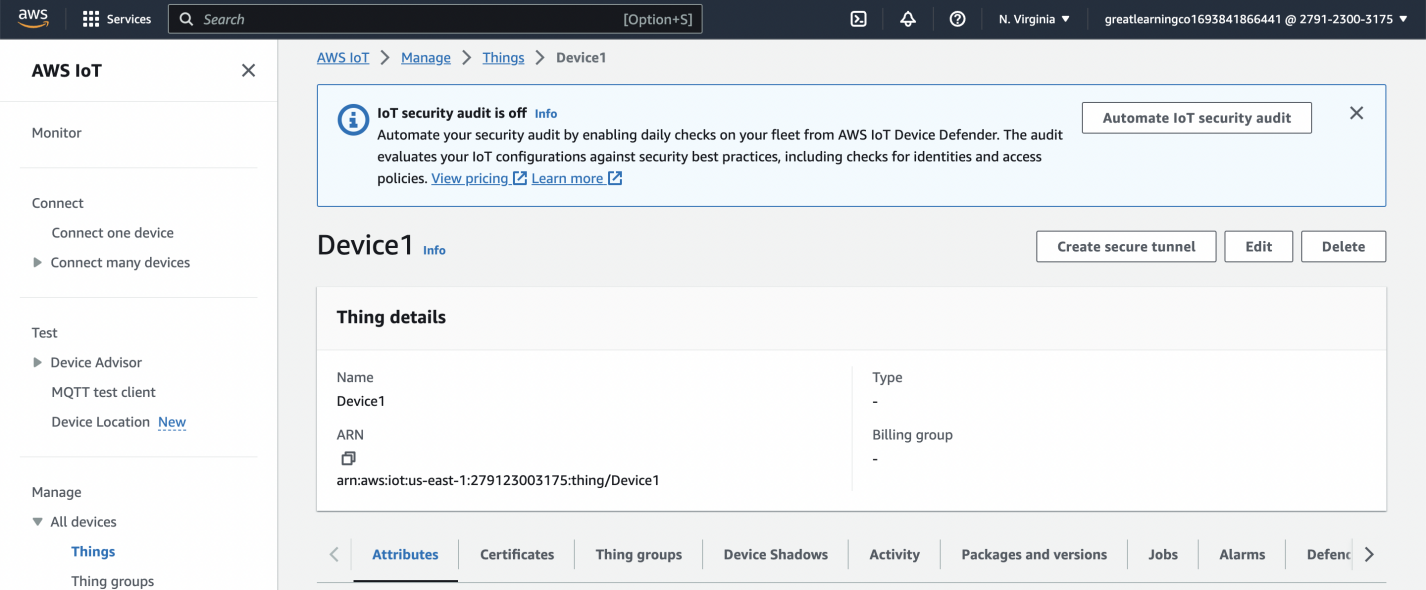 aws
Services
Search
[Option+S]
N. Virginia
greatlearningco1693841866441 @ 2791-2300-3175
AWS IoT
Monitor
Connect
Connect one device
Connect many devices
Test
Device Advisor
MQTT test client
Device Location New
Manage
All devices
Things
Thing groups
AWS IoT
Manage
Things
Device1
IoT security audit is off Info
Automate your security audit by enabling daily checks on your fleet from AWS IoT Device Defender. The audit
evaluates your IoT configurations against security best practices, including checks for identities and access
policies. View pricing Learn more
Automate IoT security audit
Device1 Info
Create secure tunnel
Edit
Delete
Thing details
Name
Device1
ARN
arn:aws:iot:us-east-1:279123003175:thing/Device1
Type
-
Billing group
-
Attributes
Certificates
Thing groups
Device Shadows
Activity
Packages and versions
Jobs
Alarms
Defenc